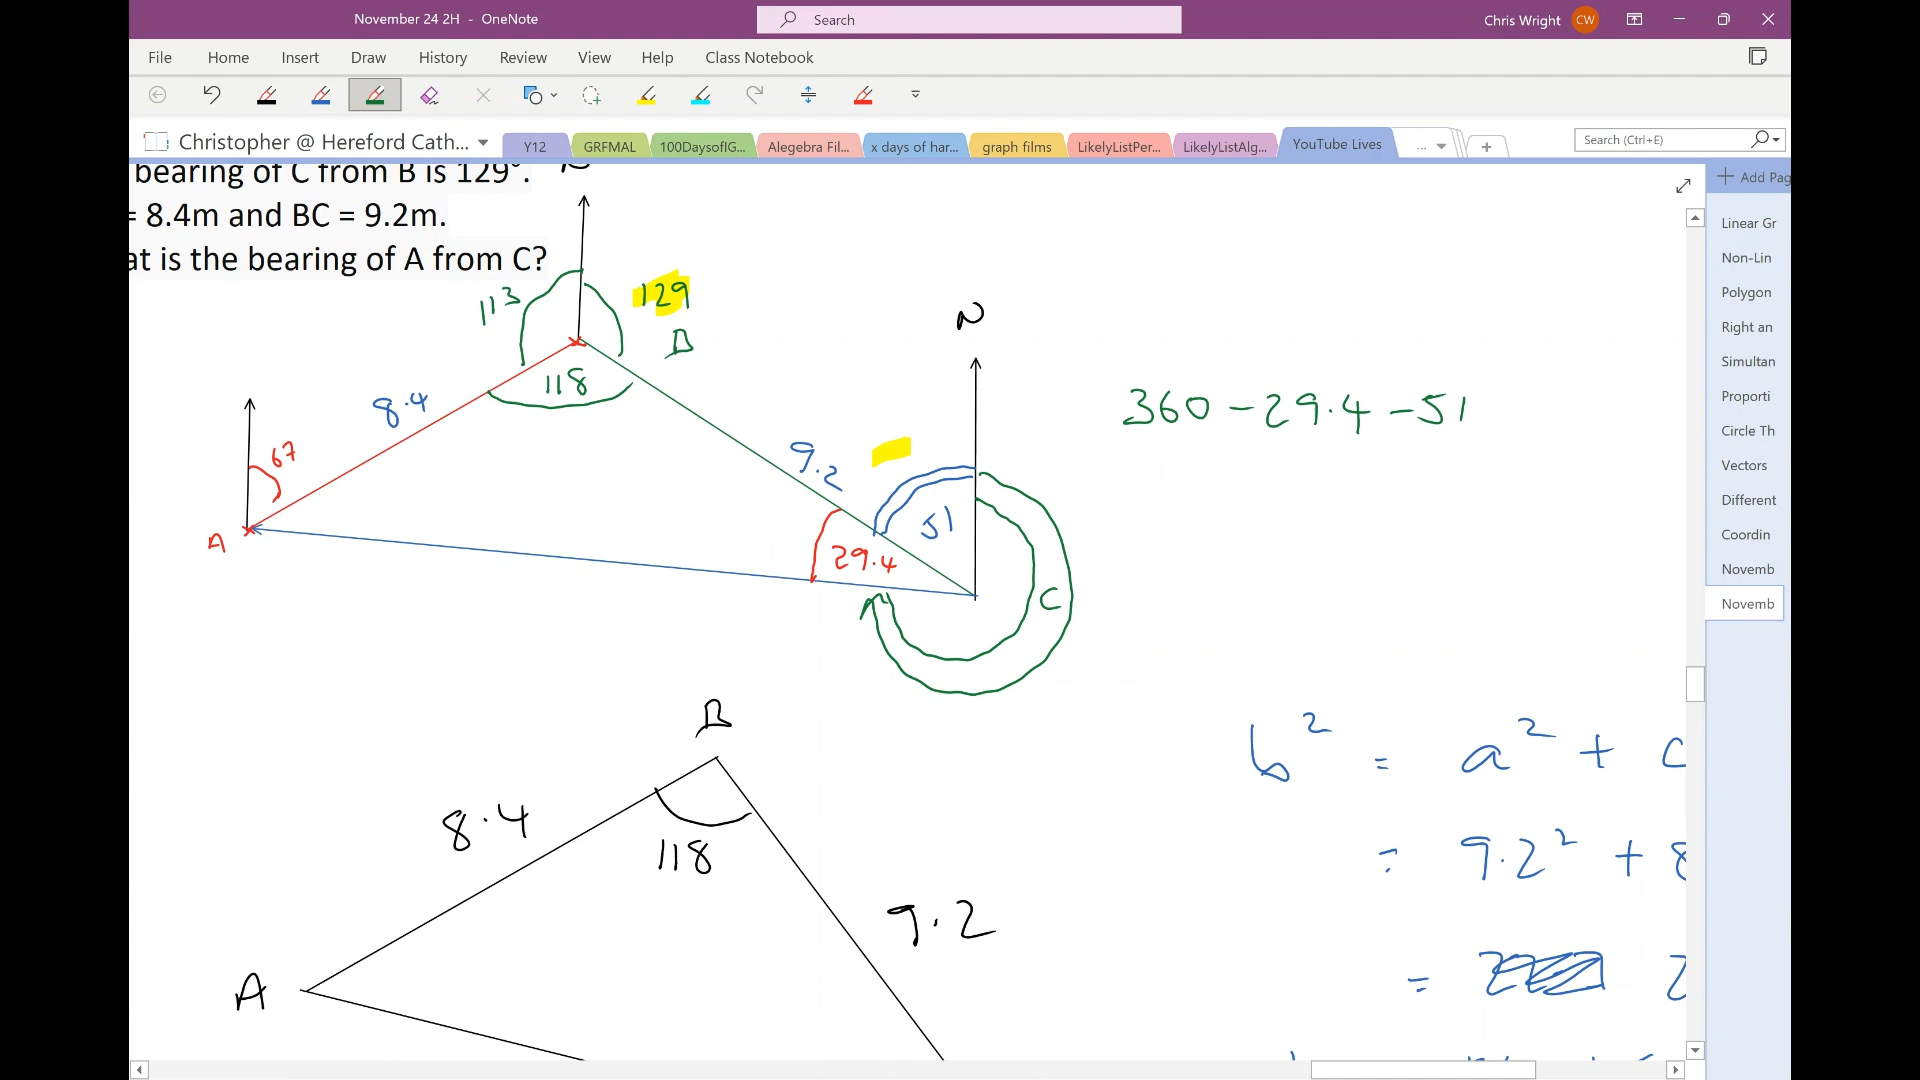 November 24 2H - OneNote
Search
Chris Wright CW
File Home Insert Draw History Review View Help Class Notebook
Christopher @ Hereford Cath... Y12 GRFMAL 100DaysofIG... Alegebra Fil... x days of har... graph films LikelyListPer... LikelyListAlg... YouTube Lives ... +
Search (Ctrl+E)
Add Pag
Linear Gr
Non-Lin
Polygon
Right an
Simultan
Proporti
Circle Th
Vectors
Different
Coordin
Novemb
Novemb
bearing of C from B is 129°.
= 8.4m and BC = 9.2m.
at is the bearing of A from C?
113
129
B
N
118
8.4
67
A
9.2
51
29.4
C
360 - 29.4 - 51
B
8.4
118
9.2
A
b² = a² + c
= 9.2² + 8
= 2